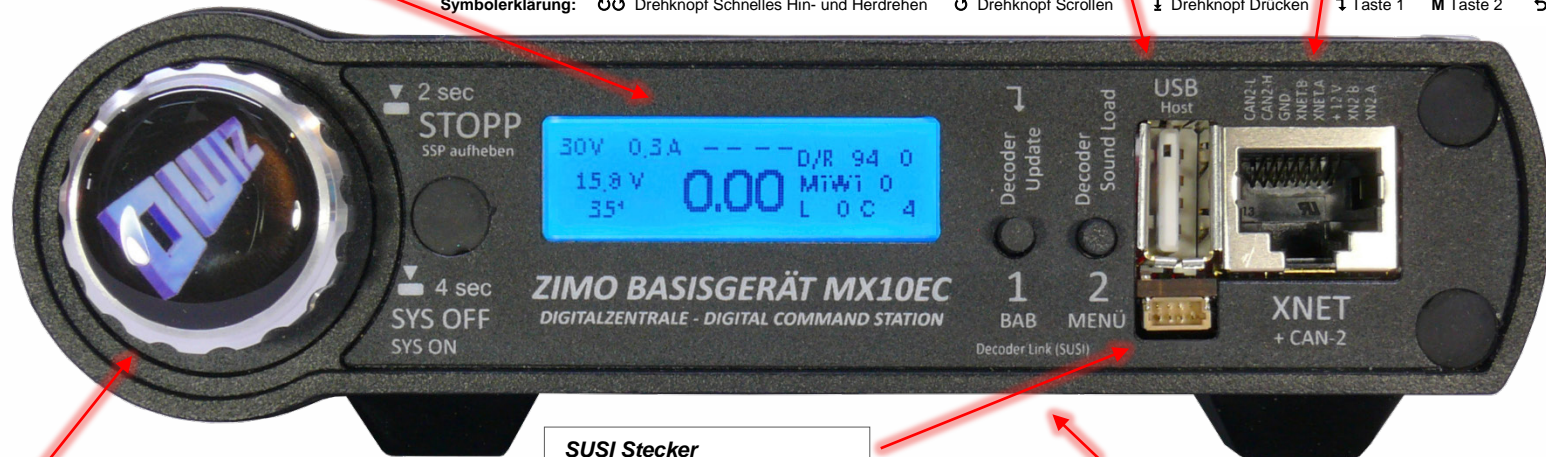 Symbolerklärung: Drehknopf Schnelles Hin- und Herdrehen Drehknopf Scrollen Drehknopf Drücken Taste 1 M Taste 2
ZIMO
2 sec
STOPP
SSP aufheben
4 sec
SYS OFF
SYS ON
30V 0,3A ---- D/R 94 0
15,9 V 0.00 MiWi 0
35° L 0 C 4
ZIMO BASISGERÄT MX10EC
DIGITALZENTRALE - DIGITAL COMMAND STATION
Decoder
Update
Decoder
Sound Load
1
BAB
2
MENÜ
Decoder Link (SUSI)
USB
Host
CAN2-L
CAN2-H
GND
XNET.B
XNET.A
+12 V
XN2 B
XN2 A
XNET
+ CAN-2
SUSI Stecker